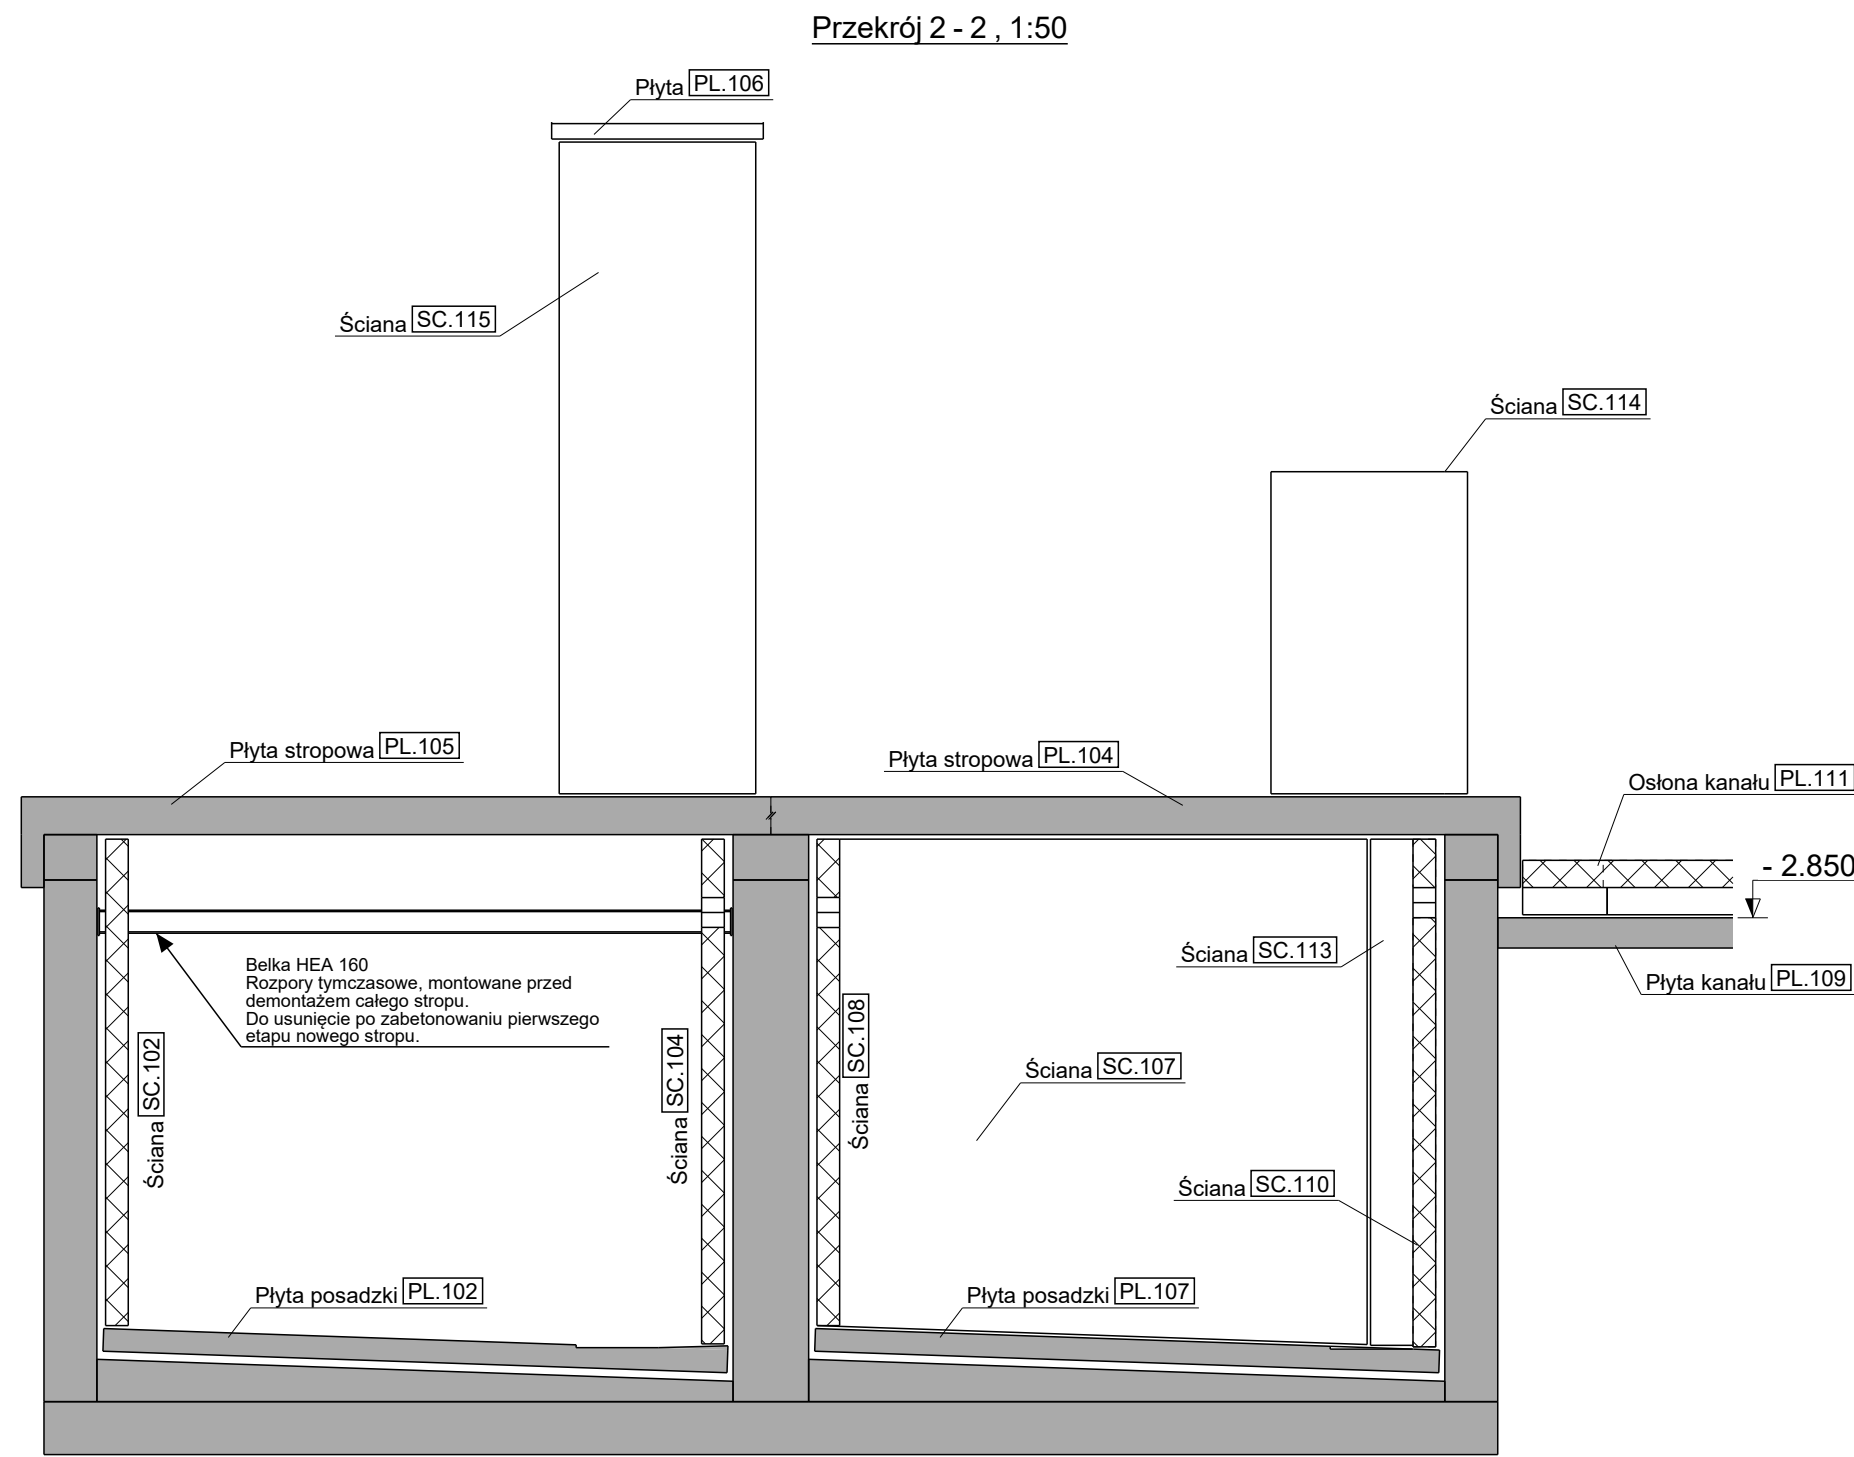 Przekrój 2 - 2 , 1:50
Płyta PL.106
Ściana SC.115
Ściana SC.114
Płyta stropowa PL.105
Płyta stropowa PL.104
Osłona kanału PL.111
- 2.850
Ściana SC.113
Płyta kanału PL.109
Belka HEA 160
Rozpory tymczasowe, montowane przed
demontażem całego stropu.
Do usunięcie po zabetonowaniu pierwszego
etapu nowego stropu.
Ściana SC.102
Ściana SC.104
Ściana SC.108
Ściana SC.107
Ściana SC.110
Płyta posadzki PL.102
Płyta posadzki PL.107